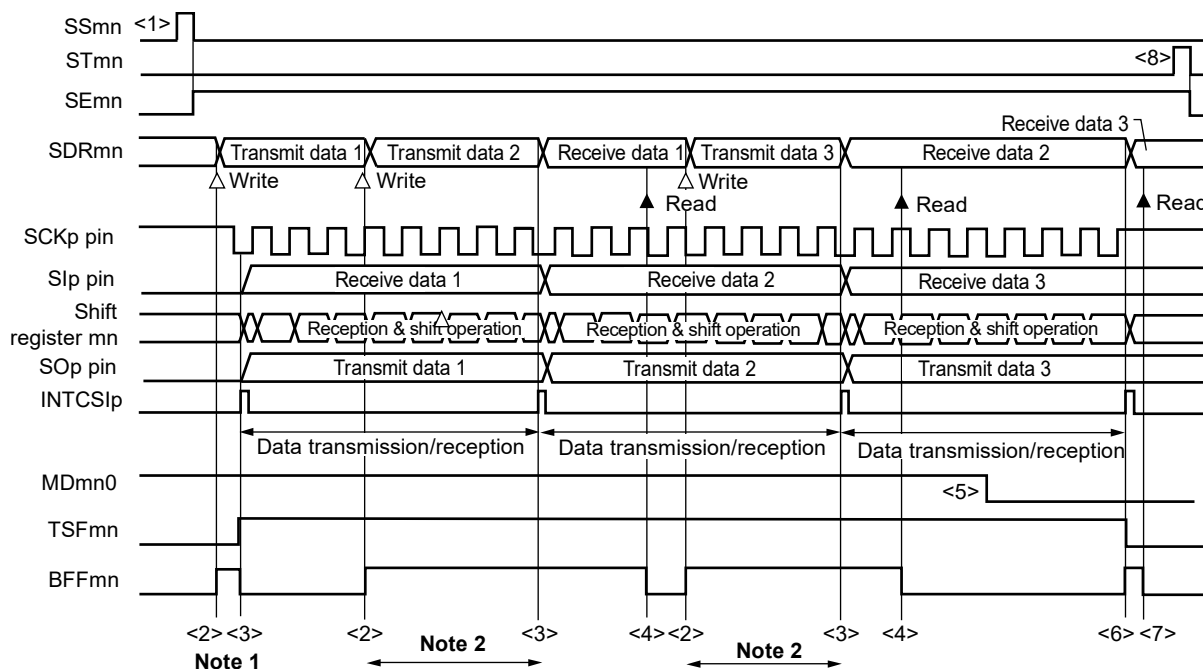 SSmn <1>
STmn <8>
SEmn
Receive data 3
SDRmn Transmit data 1 Transmit data 2 Receive data 1 Transmit data 3 Receive data 2
Write Write Write
Read Read Read
SCKp pin
SIp pin Receive data 1 Receive data 2 Receive data 3
Shift
register mn Reception & shift operation Reception & shift operation Reception & shift operation
SOp pin Transmit data 1 Transmit data 2 Transmit data 3
INTCSIp
Data transmission/reception Data transmission/reception Data transmission/reception
MDmn0 <5>
TSFmn
BFFmn
<2> <3> <2> <3> <4> <2> <3> <4> <6> <7>
Note 1 Note 2 Note 2